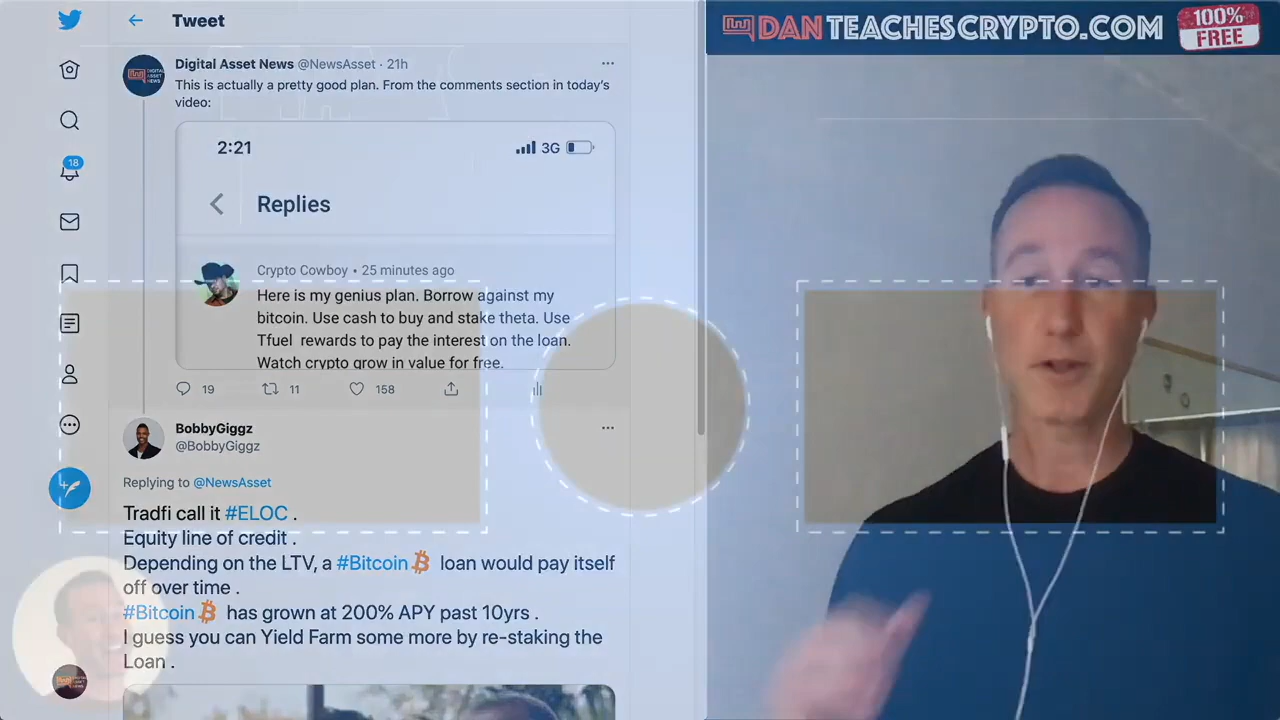 Tweet
DANTEACHESCRYPTO.COM
100%
FREE
Digital Asset News @NewsAsset · 21h
This is actually a pretty good plan. From the comments section in today's
video:
2:21
3G
18
Replies
Crypto Cowboy • 25 minutes ago
Here is my genius plan. Borrow against my
bitcoin. Use cash to buy and stake theta. Use
Tfuel rewards to pay the interest on the loan.
Watch crypto grow in value for free.
19 11 158
BobbyGiggz
@BobbyGiggz
Replying to @NewsAsset
Tradfi call it #ELOC .
Equity line of credit .
Depending on the LTV, a #Bitcoin loan would pay itself
off over time .
#Bitcoin has grown at 200% APY past 10yrs .
I guess you can Yield Farm some more by re-staking the
Loan .